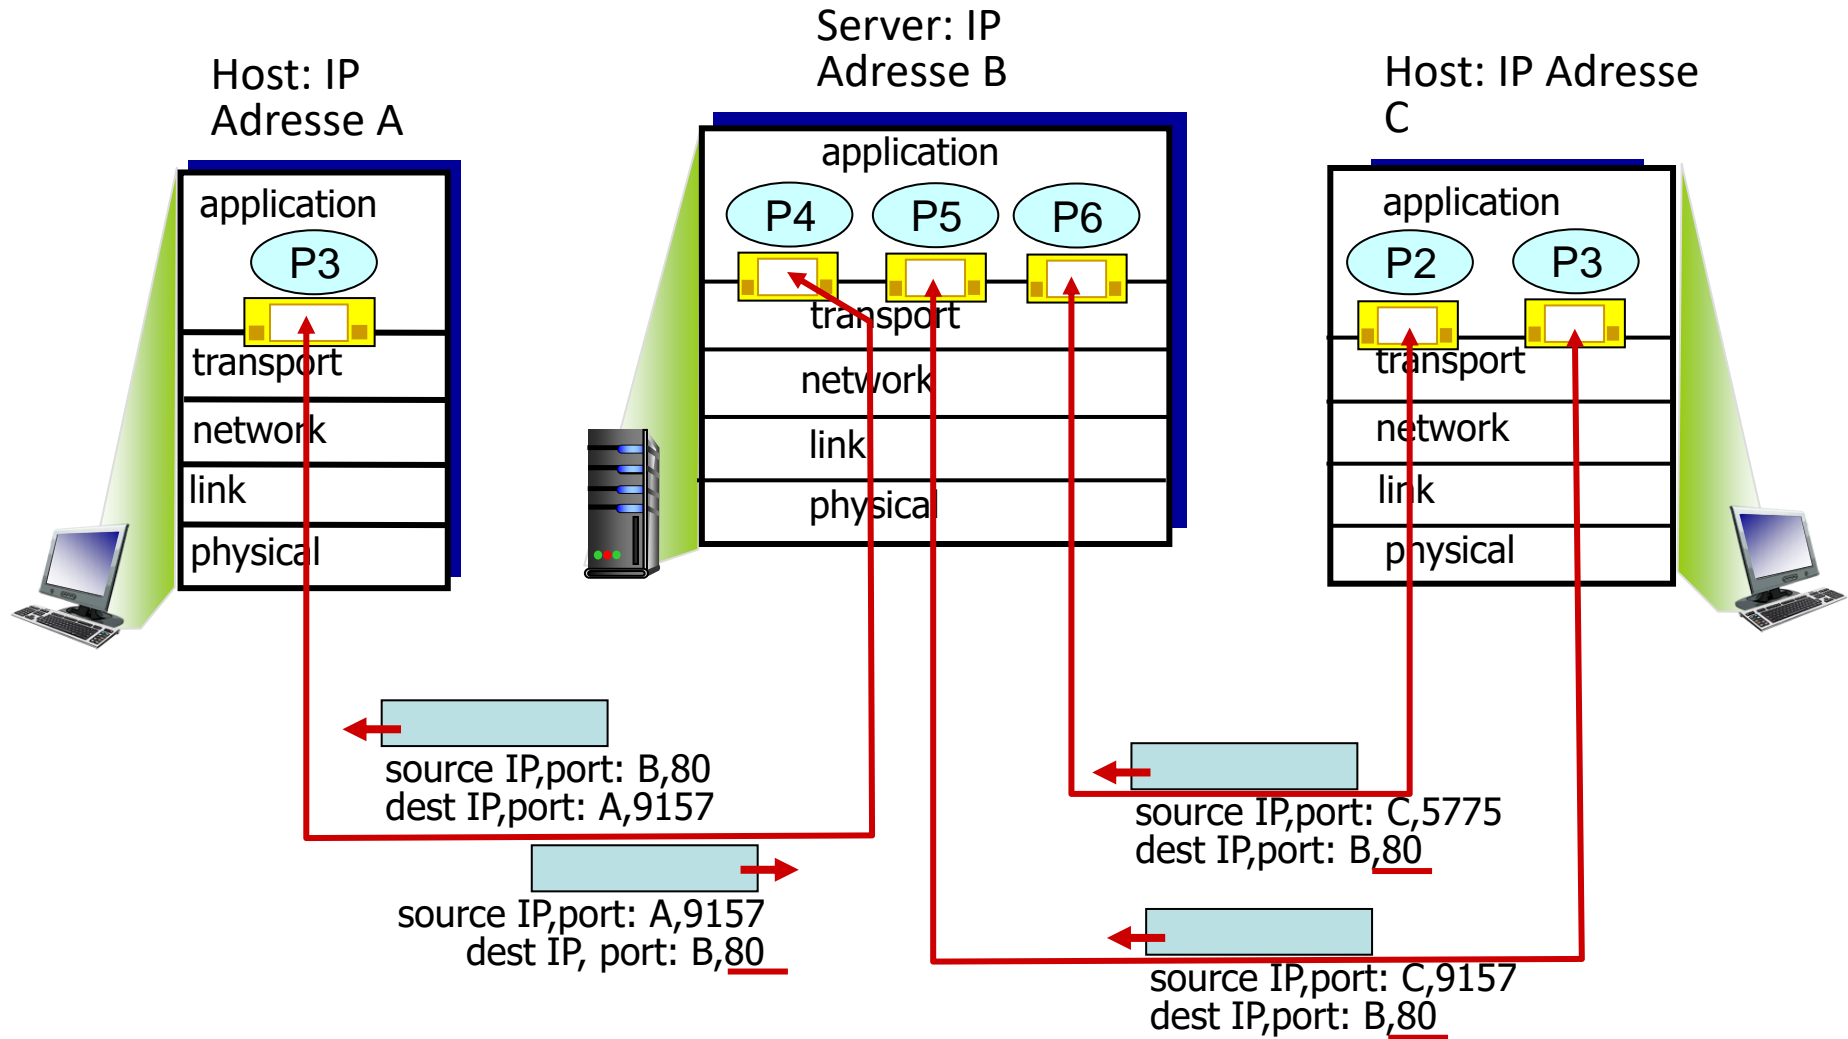 Host: IP
Adresse A
application
P3
transport
network
link
physical
Server: IP
Adresse B
application
P4 P5 P6
transport
network
link
physical
Host: IP Adresse
C
application
P2 P3
transport
network
link
physical
source IP,port: B,80
dest IP,port: A,9157
source IP,port: A,9157
dest IP, port: B,80
source IP,port: C,5775
dest IP,port: B,80
source IP,port: C,9157
dest IP,port: B,80